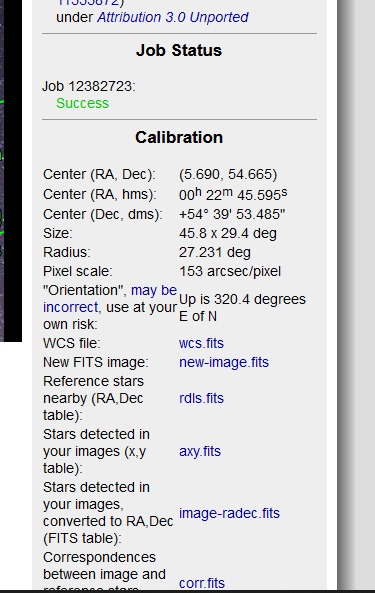 under Attribution 3.0 Unported
Job Status
Job 12382723:
Success
Calibration
Center (RA, Dec): (5.690, 54.665)
Center (RA, hms): 00h 22m 45.595s
Center (Dec, dms): +54° 39' 53.485"
Size: 45.8 x 29.4 deg
Radius: 27.231 deg
Pixel scale: 153 arcsec/pixel
"Orientation", may be
incorrect, use at your
own risk:
Up is 320.4 degrees
E of N
WCS file: wcs.fits
New FITS image: new-image.fits
Reference stars
nearby (RA,Dec
table):
rdls.fits
Stars detected in
your images (x,y
table):
axy.fits
Stars detected in
your images,
converted to RA,Dec
(FITS table):
image-radec.fits
Correspondences
between image and
corr.fits